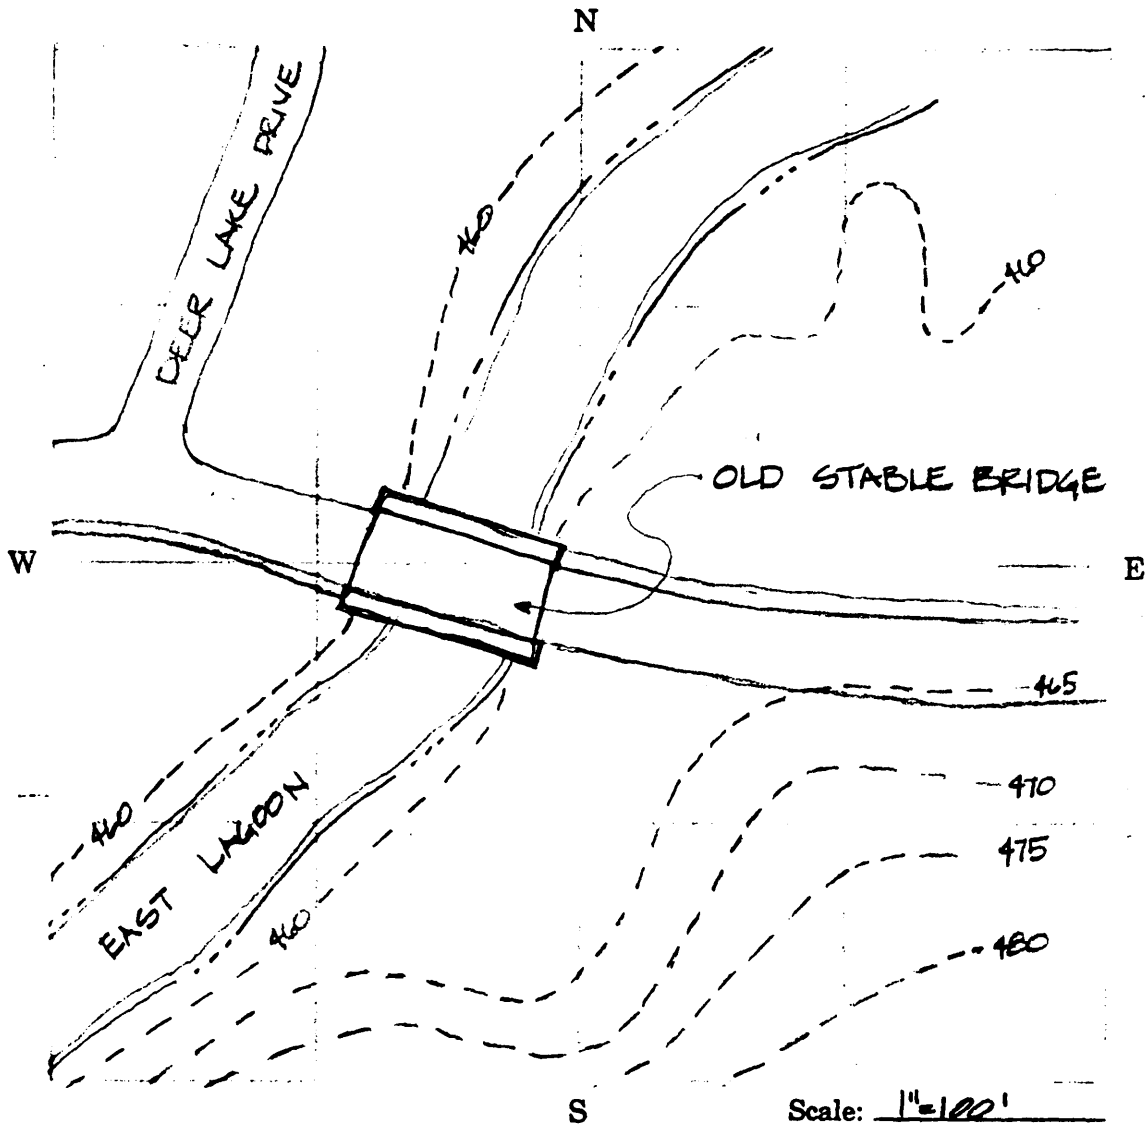 N
DEER LAKE DRIVE
460
460
OLD STABLE BRIDGE
W
E
465
470
460
EAST LAGOON
475
460
480
S
Scale: 1"=100'